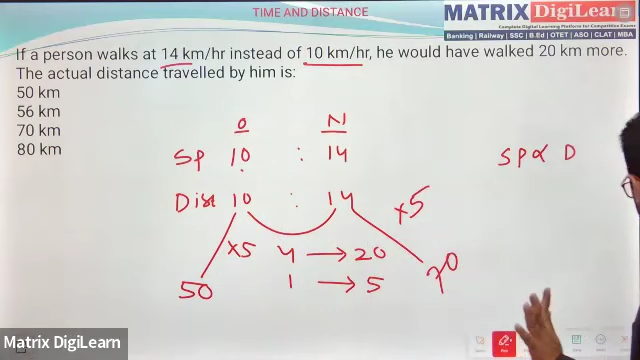 TIME AND DISTANCE
MATRIX DigiLearn
Complete Digital Learning Platform for Competitive Exams
Banking | Railway | SSC | B.Ed | OTET | ASO | CLAT | MBA
If a person walks at 14 km/hr instead of 10 km/hr, he would have walked 20 km more.
The actual distance travelled by him is:
50 km
56 km
70 km
80 km
O N
Sp 10 : 14
Sp ∝ D
Dist 10 : 14
×5
×5 4 → 20
70
50 1 → 5
Matrix DigiLearn